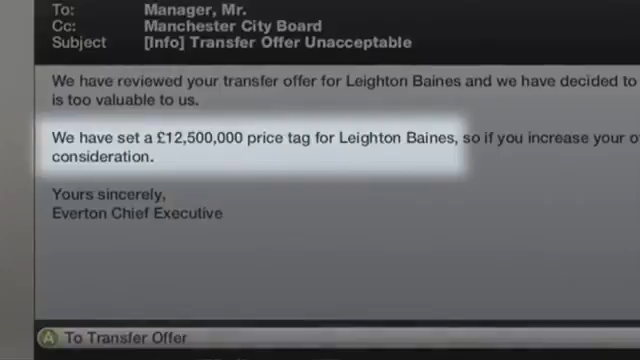 To: Manager, Mr.
Cc: Manchester City Board
Subject [Info] Transfer Offer Unacceptable
We have reviewed your transfer offer for Leighton Baines and we have decided to
is too valuable to us.
We have set a £12,500,000 price tag for Leighton Baines, so if you increase your
consideration.
Yours sincerely,
Everton Chief Executive
A To Transfer Offer